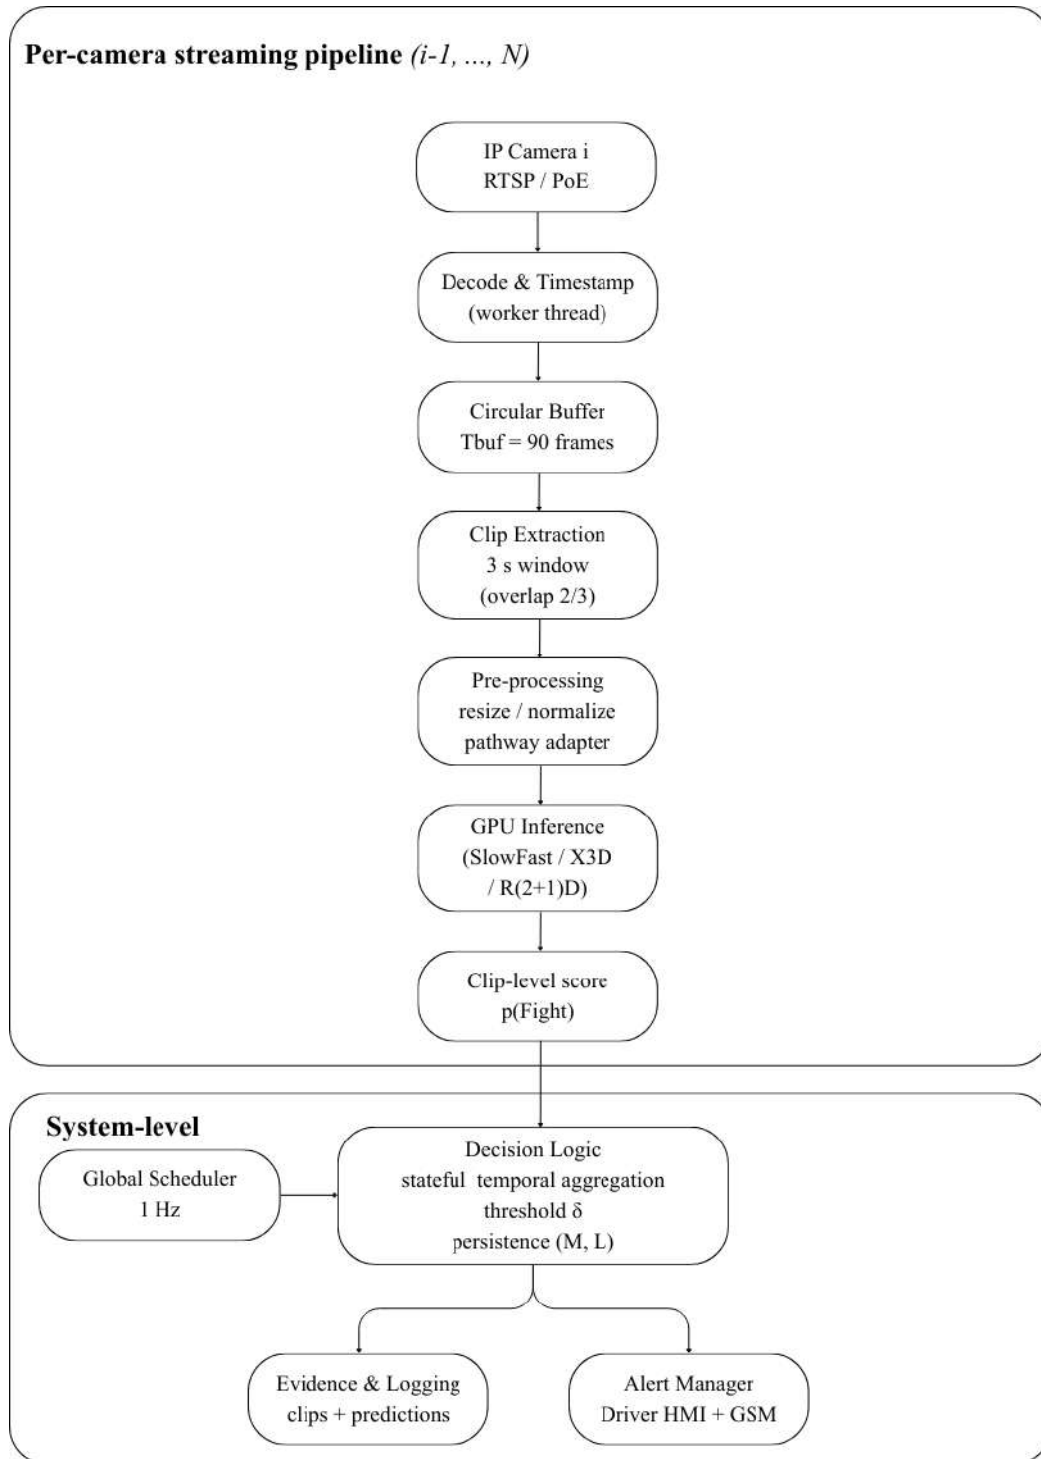 Per-camera streaming pipeline (i-1, ..., N)
IP Camera i
RTSP / PoE
Decode & Timestamp
(worker thread)
Circular Buffer
Tbuf = 90 frames
Clip Extraction
3 s window
(overlap 2/3)
Pre-processing
resize / normalize
pathway adapter
GPU Inference
(SlowFast / X3D
/ R(2+1)D)
Clip-level score
p(Fight)
System-level
Global Scheduler
1 Hz
Decision Logic
stateful temporal aggregation
threshold δ
persistence (M, L)
Evidence & Logging
clips + predictions
Alert Manager
Driver HMI + GSM